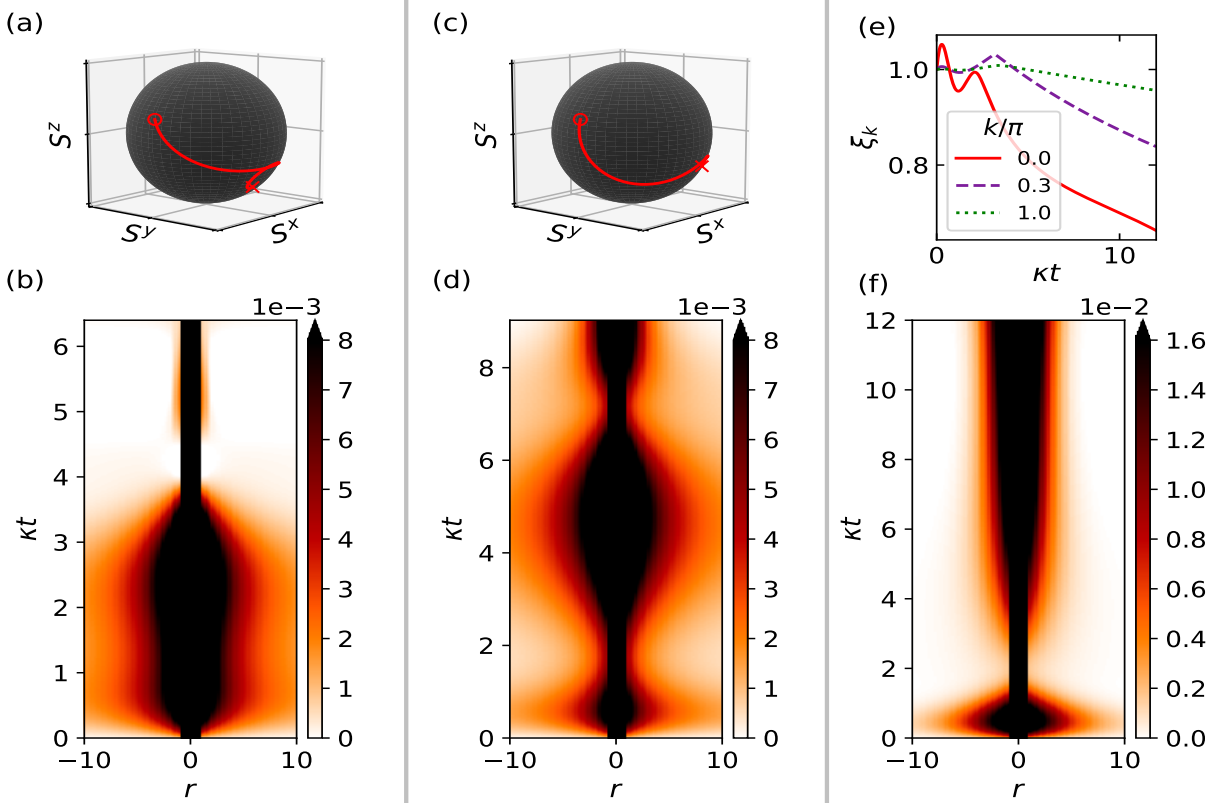 (a)
S^z
S^y
S^x
(b)
1e−3
κt
6
5
4
3
2
1
0
−10
0
10
r
8
7
6
5
4
3
2
1
0
(c)
S^z
S^y
S^x
(d)
1e−3
κt
8
6
4
2
0
−10
0
10
r
8
7
6
5
4
3
2
1
0
(e)
ξ_k
1.0
0.8
k/π
0.0
0.3
1.0
0
10
κt
(f)
1e−2
κt
12
10
8
6
4
2
0
−10
0
10
r
1.6
1.4
1.2
1.0
0.8
0.6
0.4
0.2
0.0